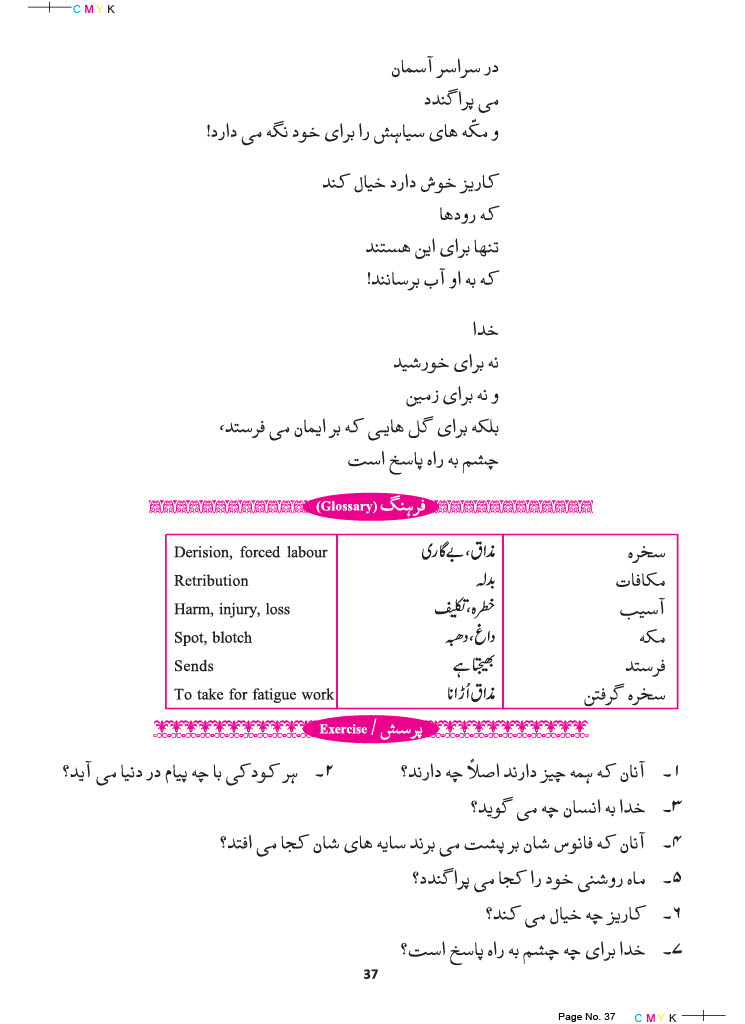 C M Y K
در سراسر آسمان
می پراگندد
و مکّه های سیاہش را برای خود نگه می دارد!
کاریز خوش دارد خیال کند
که رودها
تنها برای این هستند
که به او آب برسانند!
خدا
نه برای خورشید
و نه برای زمین
بلکه برای گل هایی که بر ایمان می فرستد،
چشم به راه پاسخ است
فرہنگ (Glossary)
سخره مذاق، بے گاری Derision, forced labour
مکافات بدلہ Retribution
آسیب خطرہ، تکلیف Harm, injury, loss
مکه داغ، دھبہ Spot, blotch
فرستد بھیجتا ہے Sends
سخره گرفتن مذاق اُڑانا To take for fatigue work
پرسش / Exercise
۱۔ آنان که همه چیز دارند اصلاً چه دارند؟ ۲۔ هر کودکی با چه پیام در دنیا می آید؟
۳۔ خدا به انسان چه می گوید؟
۴۔ آنان که فانوس شان بر پشت می برند سایه های شان کجا می افتد؟
۵۔ ماه روشنی خود را کجا می پراگندد؟
۶۔ کاریز چه خیال می کند؟
۷۔ خدا برای چه چشم به راه پاسخ است؟
37
Page No. 37 C M Y K